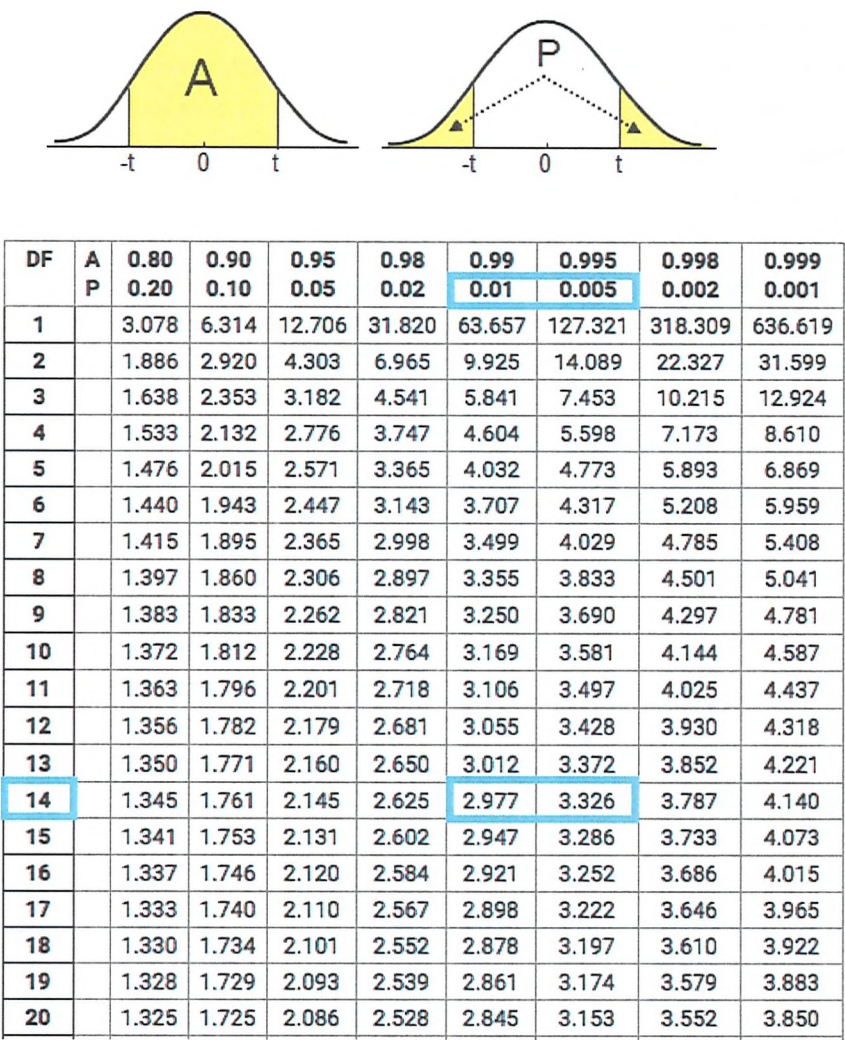 A
-t 0 t
P
-t 0 t
DF A 0.80 0.90 0.95 0.98 0.99 0.995 0.998 0.999
P 0.20 0.10 0.05 0.02 0.01 0.005 0.002 0.001
1 3.078 6.314 12.706 31.820 63.657 127.321 318.309 636.619
2 1.886 2.920 4.303 6.965 9.925 14.089 22.327 31.599
3 1.638 2.353 3.182 4.541 5.841 7.453 10.215 12.924
4 1.533 2.132 2.776 3.747 4.604 5.598 7.173 8.610
5 1.476 2.015 2.571 3.365 4.032 4.773 5.893 6.869
6 1.440 1.943 2.447 3.143 3.707 4.317 5.208 5.959
7 1.415 1.895 2.365 2.998 3.499 4.029 4.785 5.408
8 1.397 1.860 2.306 2.897 3.355 3.833 4.501 5.041
9 1.383 1.833 2.262 2.821 3.250 3.690 4.297 4.781
10 1.372 1.812 2.228 2.764 3.169 3.581 4.144 4.587
11 1.363 1.796 2.201 2.718 3.106 3.497 4.025 4.437
12 1.356 1.782 2.179 2.681 3.055 3.428 3.930 4.318
13 1.350 1.771 2.160 2.650 3.012 3.372 3.852 4.221
14 1.345 1.761 2.145 2.625 2.977 3.326 3.787 4.140
15 1.341 1.753 2.131 2.602 2.947 3.286 3.733 4.073
16 1.337 1.746 2.120 2.584 2.921 3.252 3.686 4.015
17 1.333 1.740 2.110 2.567 2.898 3.222 3.646 3.965
18 1.330 1.734 2.101 2.552 2.878 3.197 3.610 3.922
19 1.328 1.729 2.093 2.539 2.861 3.174 3.579 3.883
20 1.325 1.725 2.086 2.528 2.845 3.153 3.552 3.850